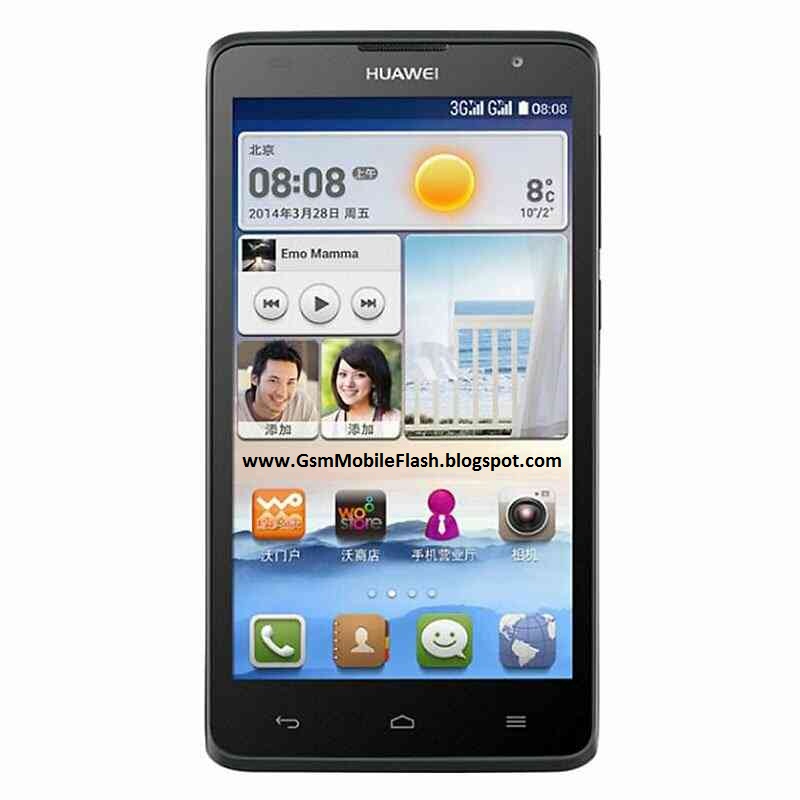 HUAWEI
3G G 08:08
北京
08:08 上午
8°C
2014年3月28日 周五 10°/2°
Emo Mamma
添加 添加
www.GsmMobileFlash.blogspot.com
wo store
沃门户 沃商店 手机营业厅 相机